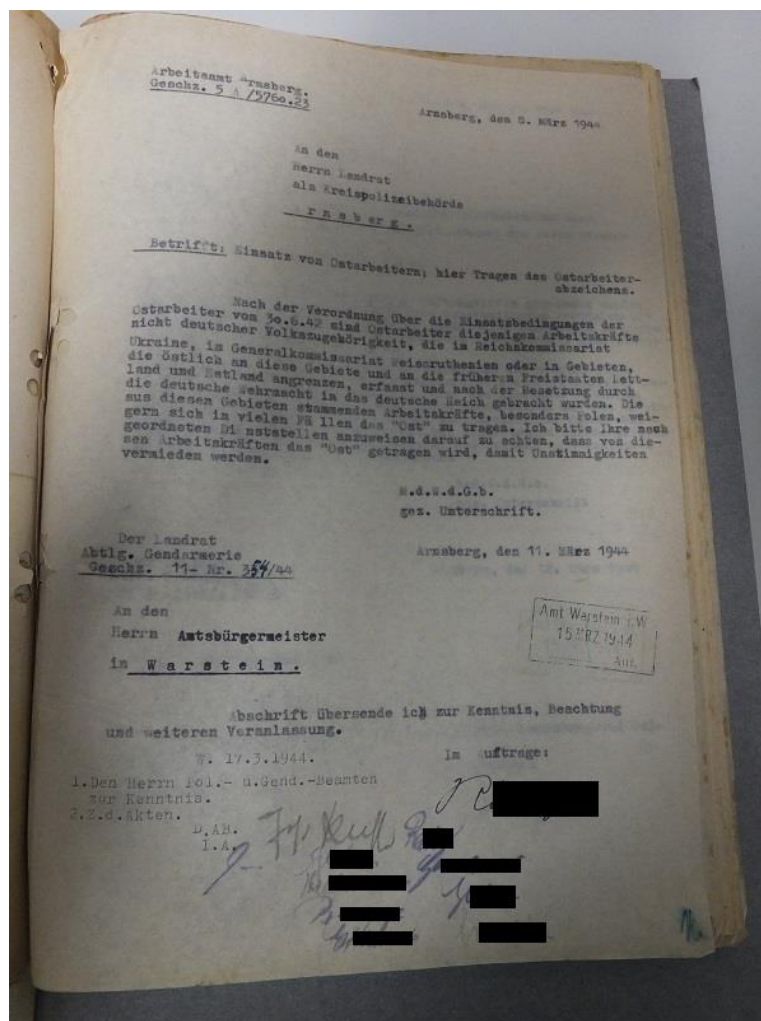 Arbeitsamt Arnsberg.
Geschz. 5 A /5760.23
Arnsberg, den 8. März 1944
An den
Herrn Landrat
als Kreispolizeibehörde
Arnsberg.
Betrifft: Einsatz von Ostarbeitern; hier Tragen des Ostarbeiter-
abzeichens.
Nach der Verordnung über die Einsatzbedingungen der
Ostarbeiter vom 30.6.42 sind Ostarbeiter diejenigen Arbeitskräfte
nicht deutscher Volkszugehörigkeit, die im Reichskommissariat
Ukraine, im Generalkommissariat Weissruthenien oder in Gebieten,
die östlich an diese Gebiete und an die früheren Freistaaten Lett-
land und Estland angrenzen, erfasst und nach der Besetzung durch
die deutsche Wehrmacht in das deutsche Reich gebracht wurden. Die
aus diesen Gebieten stammenden Arbeitskräfte, besonders Polen, wei-
gern sich in vielen Fä llen das "Ost" zu tragen. Ich bitte Ihre nach
geordneten Di nststellen anzuweisen darauf zu achten, dass von die-
sen Arbeitskräften das "Ost" getragen wird, damit Unstimmigkeiten
vermieden werden.
M.d.W.d.G.b.
gez. Unterschrift.
Der Landrat
Abtlg. Gendarmerie
Geschz. 11- Nr. 354/44
Arnsberg, den 11. März 1944
An den
Herrn Amtsbürgermeister
in Warstein.
Amt Warstein i.W.
15 MRZ 1944
Anl.
Abschrift übersende ich zur Kenntnis, Beachtung
und weiteren Veranlassung.
W. 17.3.1944.
Im Auftrage:
1.Den Herrn Pol.- u.Gend.-Beamten
zur Kenntnis.
2.Z.d.Akten.
D.AB.
I.A.